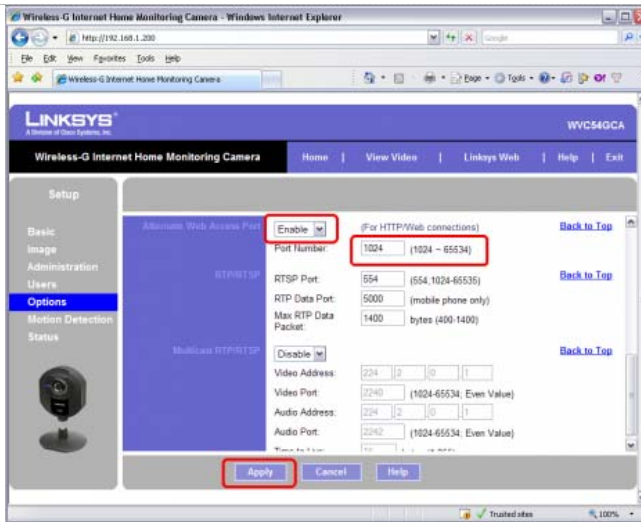 Wireless-G Internet Home Monitoring Camera - Windows Internet Explorer
http://192.168.1.200
Google
File Edit View Favorites Tools Help
Wireless-G Internet Home Monitoring Camera
Page Tools
LINKSYS®
A Division of Cisco Systems, Inc.
WVC54GCA
Wireless-G Internet Home Monitoring Camera
Home | View Video | Linksys Web | Help | Exit
Setup
Basic
Image
Administration
Users
Options
Motion Detection
Status
Alternate Web Access Port
Enable
(For HTTP/Web connections)
Back to Top
Port Number:
1024
(1024 ~ 65534)
RTP/RTSP
RTSP Port:
554
(554,1024-65535)
Back to Top
RTP Data Port:
5000
(mobile phone only)
Max RTP Data Packet:
1400
bytes (400-1400)
Multicast RTP/RTSP
Disable
Back to Top
Video Address:
224 2 0 1
Video Port:
2240
(1024-65534; Even Value)
Audio Address:
224 2 0 1
Audio Port:
2242
(1024-65534; Even Value)
Apply
Cancel
Help
Trusted sites
100%